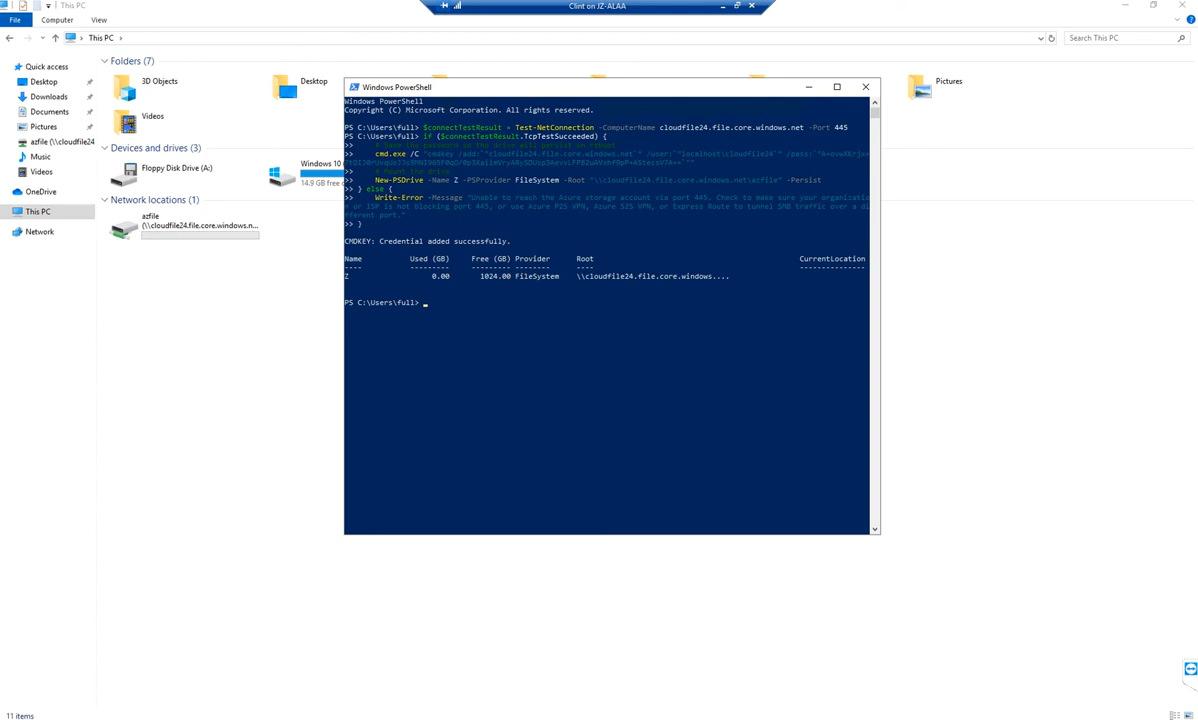 This PC
Clint on JZ-ALAA
File
Computer
View
This PC
Search This PC
Quick access
Desktop
Downloads
Documents
Pictures
azfile (\\cloudfile24
Music
Videos
OneDrive
This PC
Network
Folders (7)
3D Objects
Desktop
Pictures
Videos
Devices and drives (3)
Floppy Disk Drive (A:)
Windows 10
14.9 GB free
Network locations (1)
azfile
(\\cloudfile24.file.core.windows.n...
Windows PowerShell
Windows PowerShell
Copyright (C) Microsoft Corporation. All rights reserved.
PS C:\Users\full> $connectTestResult = Test-NetConnection -ComputerName cloudfile24.file.core.windows.net -Port 445
PS C:\Users\full> if ($connectTestResult.TcpTestSucceeded) {
>> # Save the password so the drive will persist on reboot
>> cmd.exe /C "cmdkey /add:`"cloudfile24.file.core.windows.net`" /user:`"localhost\cloudfile24`" /pass:`
>> # Mount the drive
>> New-PSDrive -Name Z -PSProvider FileSystem -Root "\\cloudfile24.file.core.windows.net\azfile" -Persist
>> } else {
>> Write-Error -Message "Unable to reach the Azure storage account via port 445. Check to make sure your organizatio
n or ISP is not blocking port 445, or use Azure P2S VPN, Azure S2S VPN, or Express Route to tunnel SMB traffic over a di
fferent port."
>> }
CMDKEY: Credential added successfully.
Name Used (GB) Free (GB) Provider Root CurrentLocation
---- --------- --------- -------- ---- ---------------
Z 0.00 1024.00 FileSystem \\cloudfile24.file.core.windows....
PS C:\Users\full> _
11 items